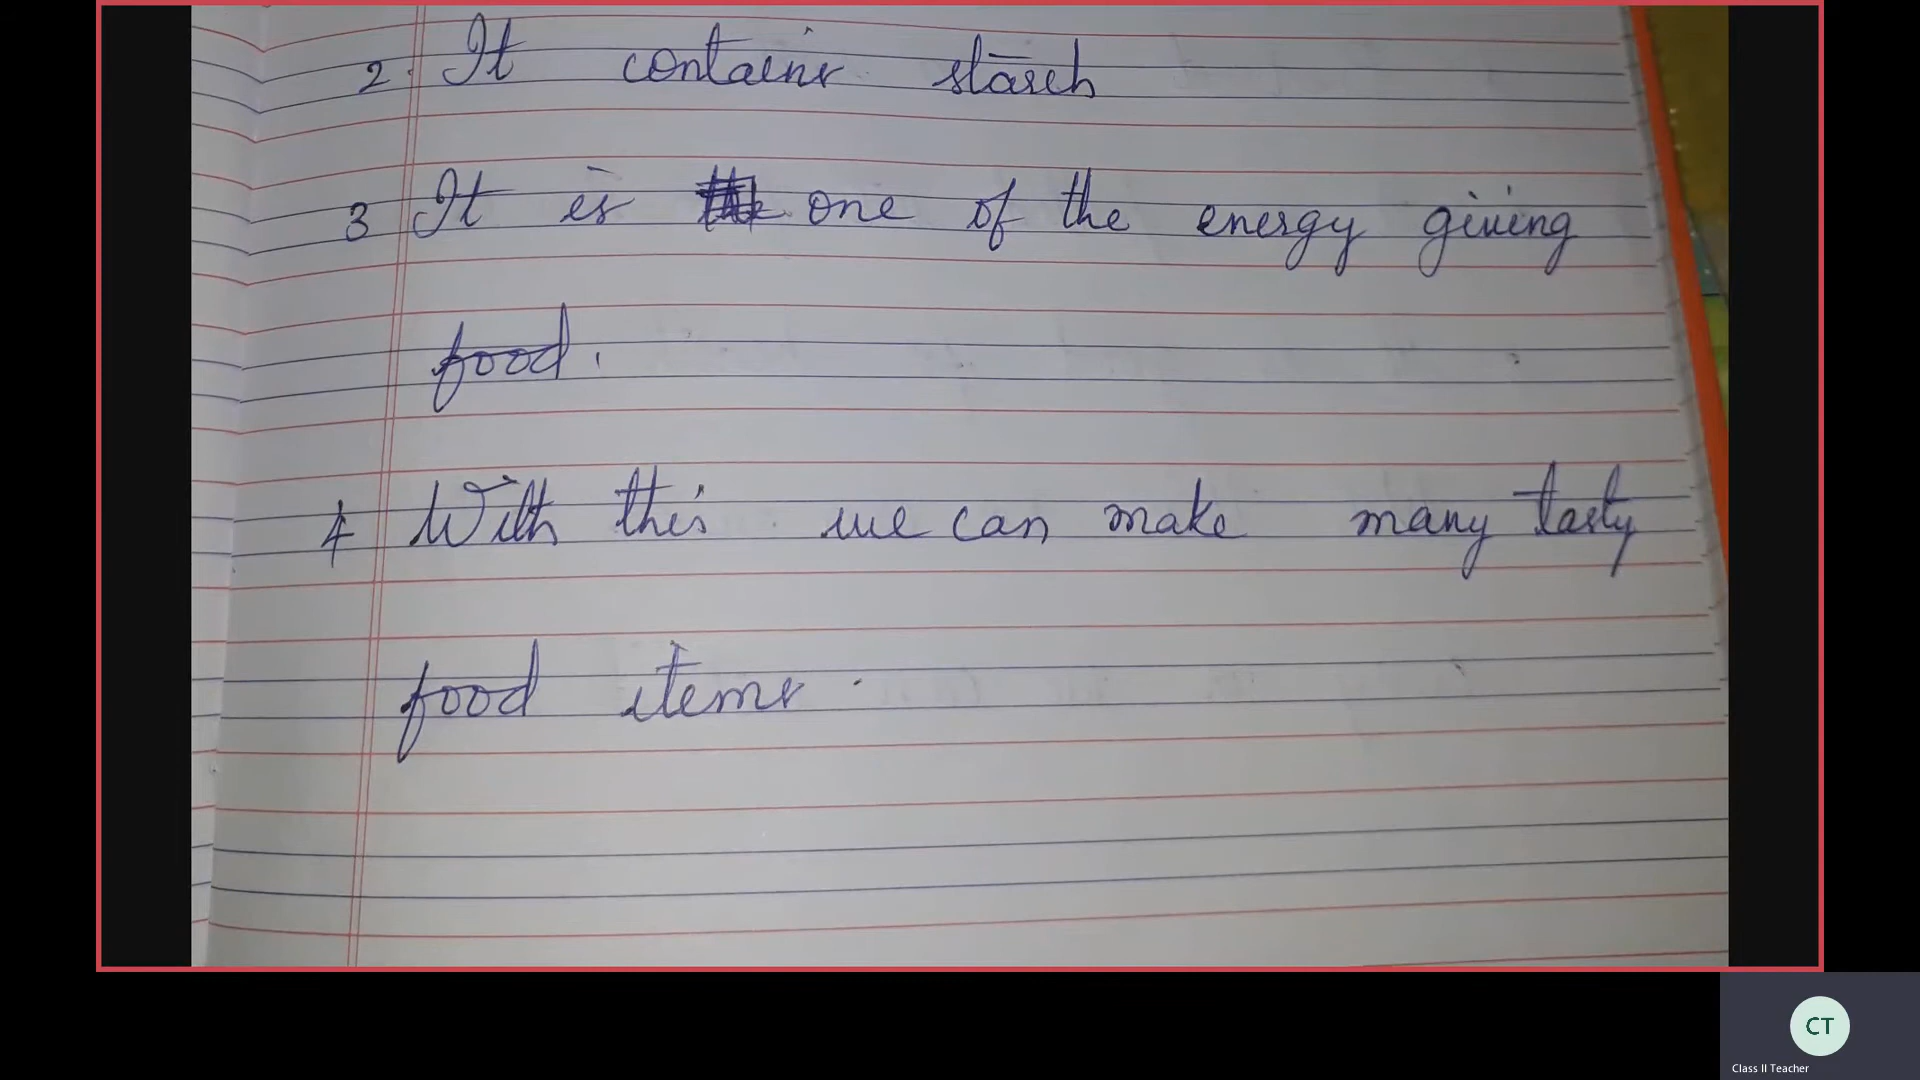 2. It contains starch
3 It is one of the energy giving
food.
4 With this we can make many tasty
food items.
CT
Class II Teacher